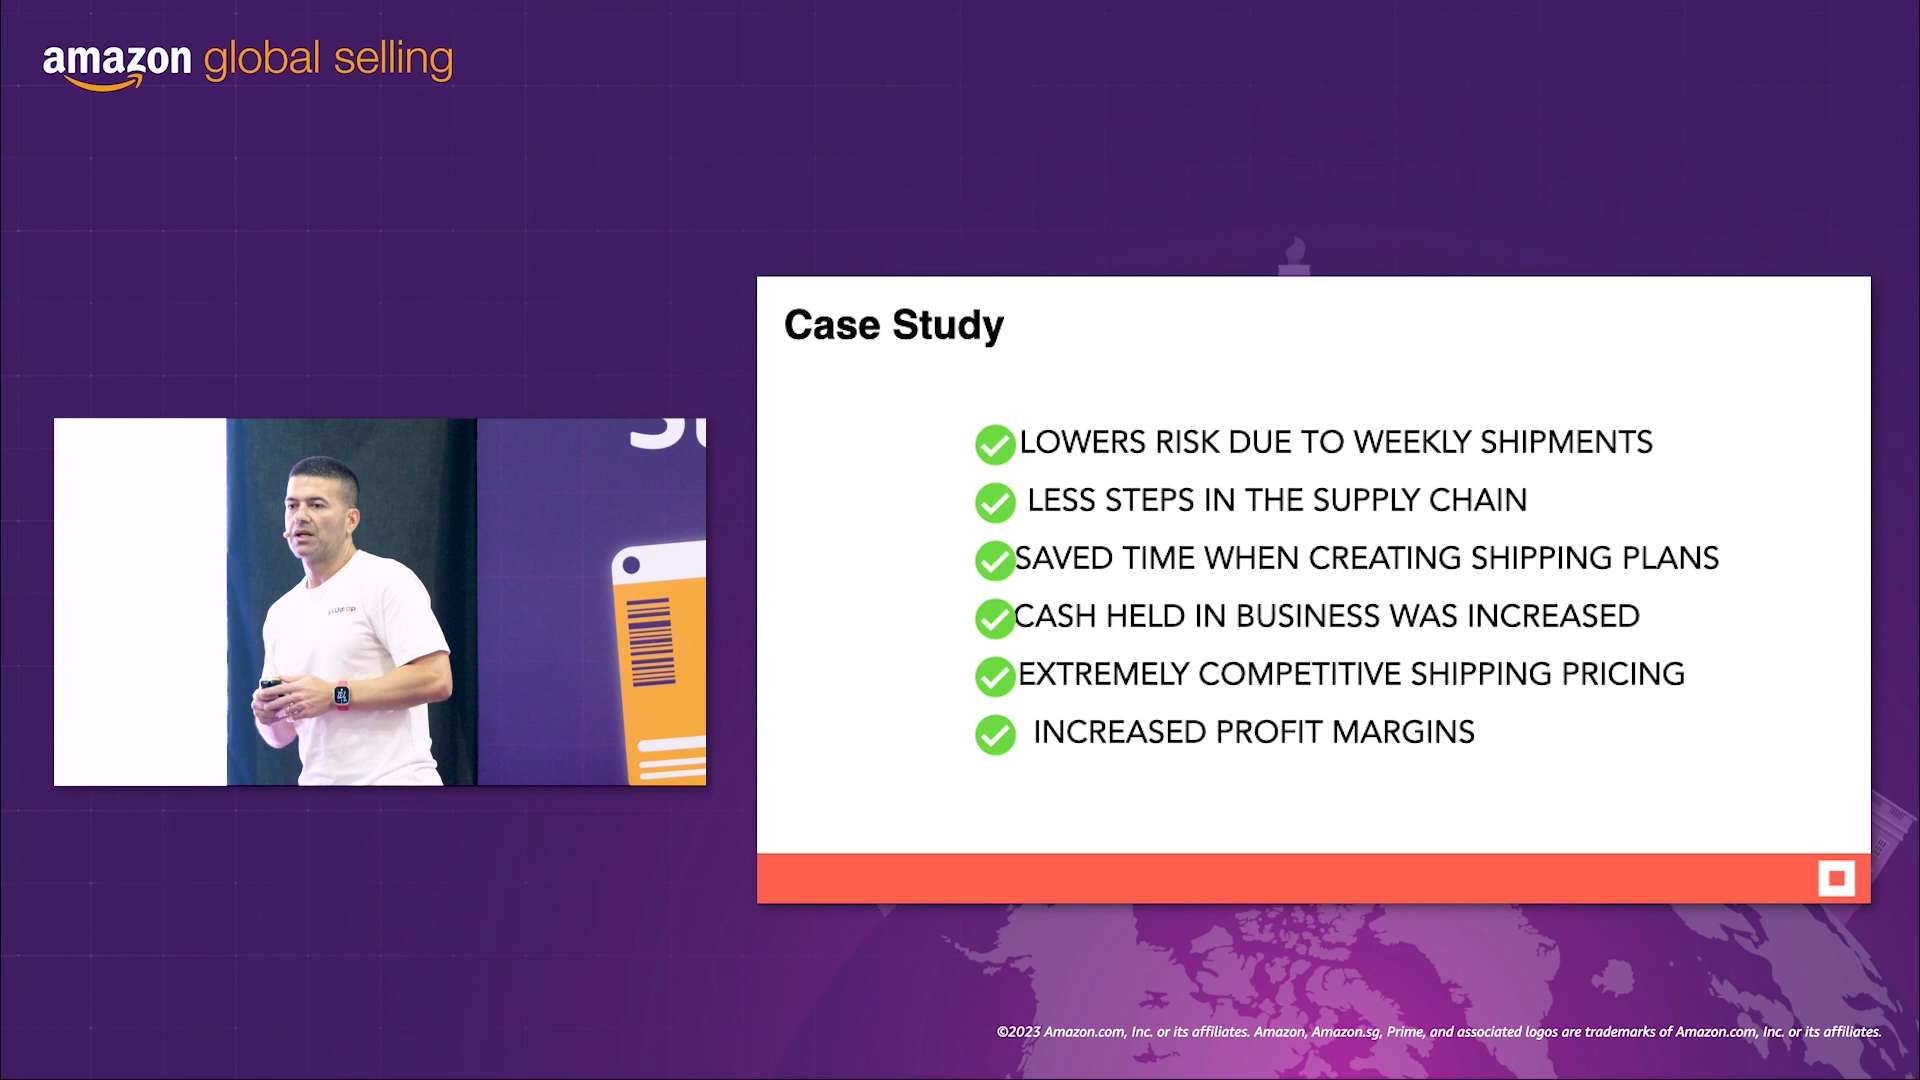 amazon global selling
Case Study
LOWERS RISK DUE TO WEEKLY SHIPMENTS
LESS STEPS IN THE SUPPLY CHAIN
SAVED TIME WHEN CREATING SHIPPING PLANS
CASH HELD IN BUSINESS WAS INCREASED
EXTREMELY COMPETITIVE SHIPPING PRICING
INCREASED PROFIT MARGINS
©2023 Amazon.com, Inc. or its affiliates. Amazon, Amazon.sg, Prime, and associated logos are trademarks of Amazon.com, Inc. or its affiliates.